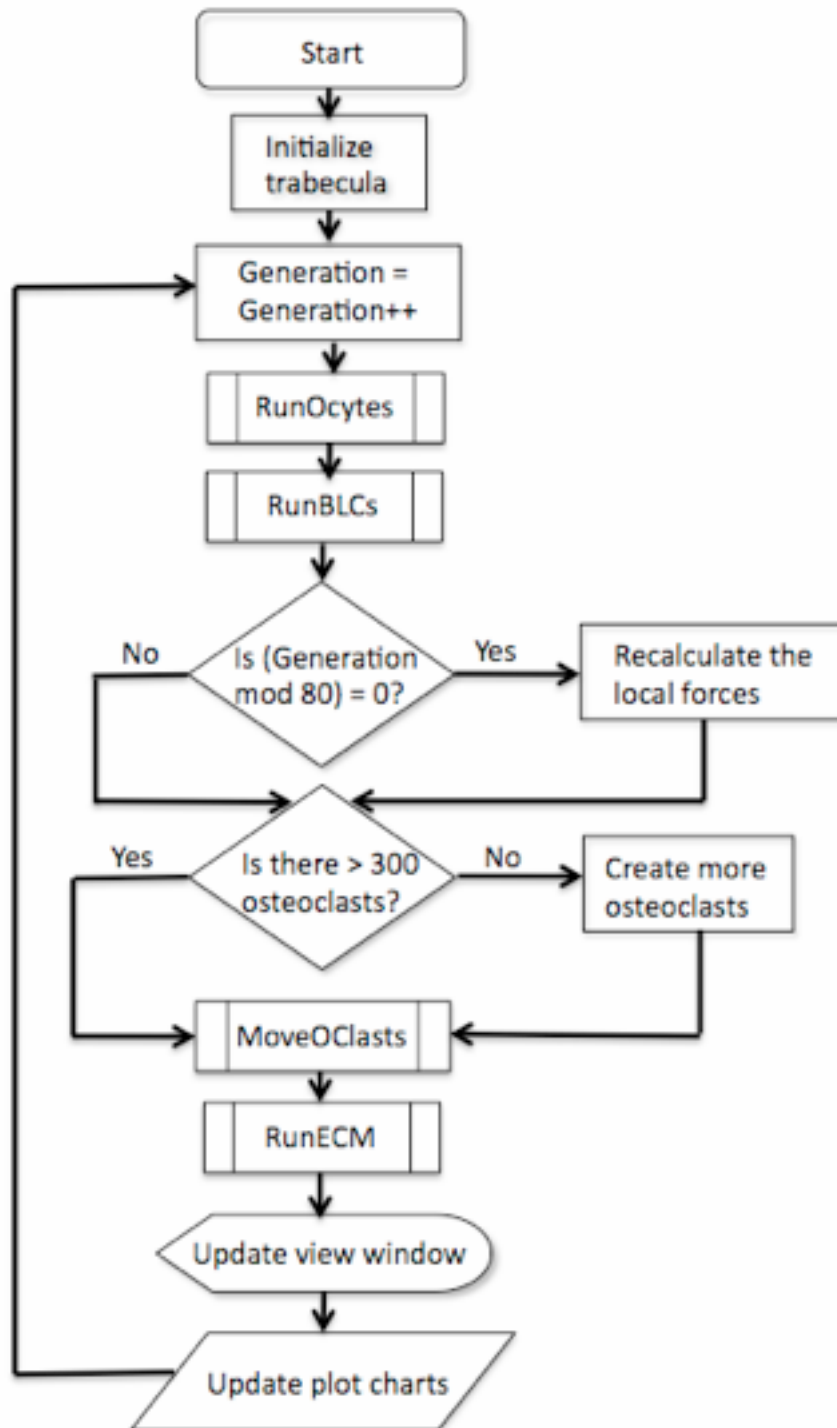 Start
Initialize
trabecula
Generation =
Generation++
RunOcytes
RunBLCs
No
Is (Generation
mod 80) = 0?
Yes
Recalculate the
local forces
Yes
Is there > 300
osteoclasts?
No
Create more
osteoclasts
MoveOClasts
RunECM
Update view window
Update plot charts